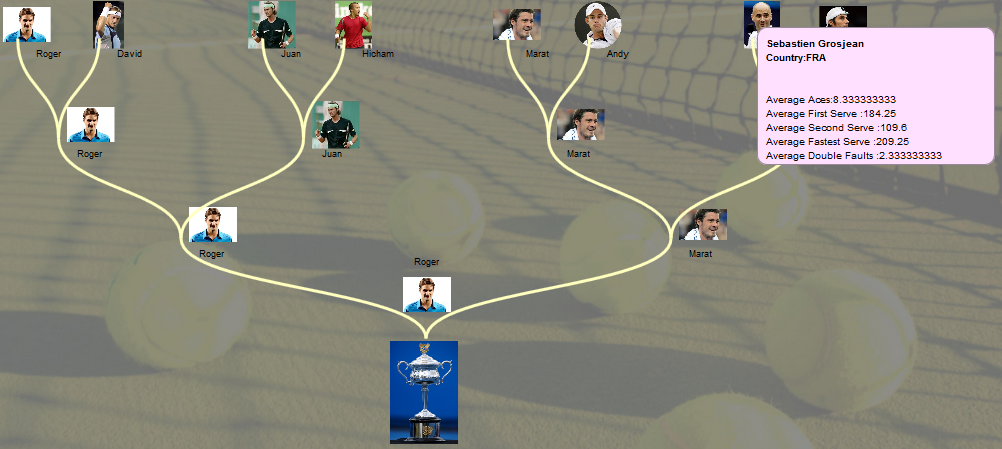 Roger
David
Juan
Hicham
Marat
Andy
Sebastien Grosjean
Country:FRA
Average Aces:8.333333333
Average First Serve :184.25
Average Second Serve :109.6
Average Fastest Serve :209.25
Average Double Faults :2.333333333
Roger
Juan
Marat
Roger
Marat
Roger